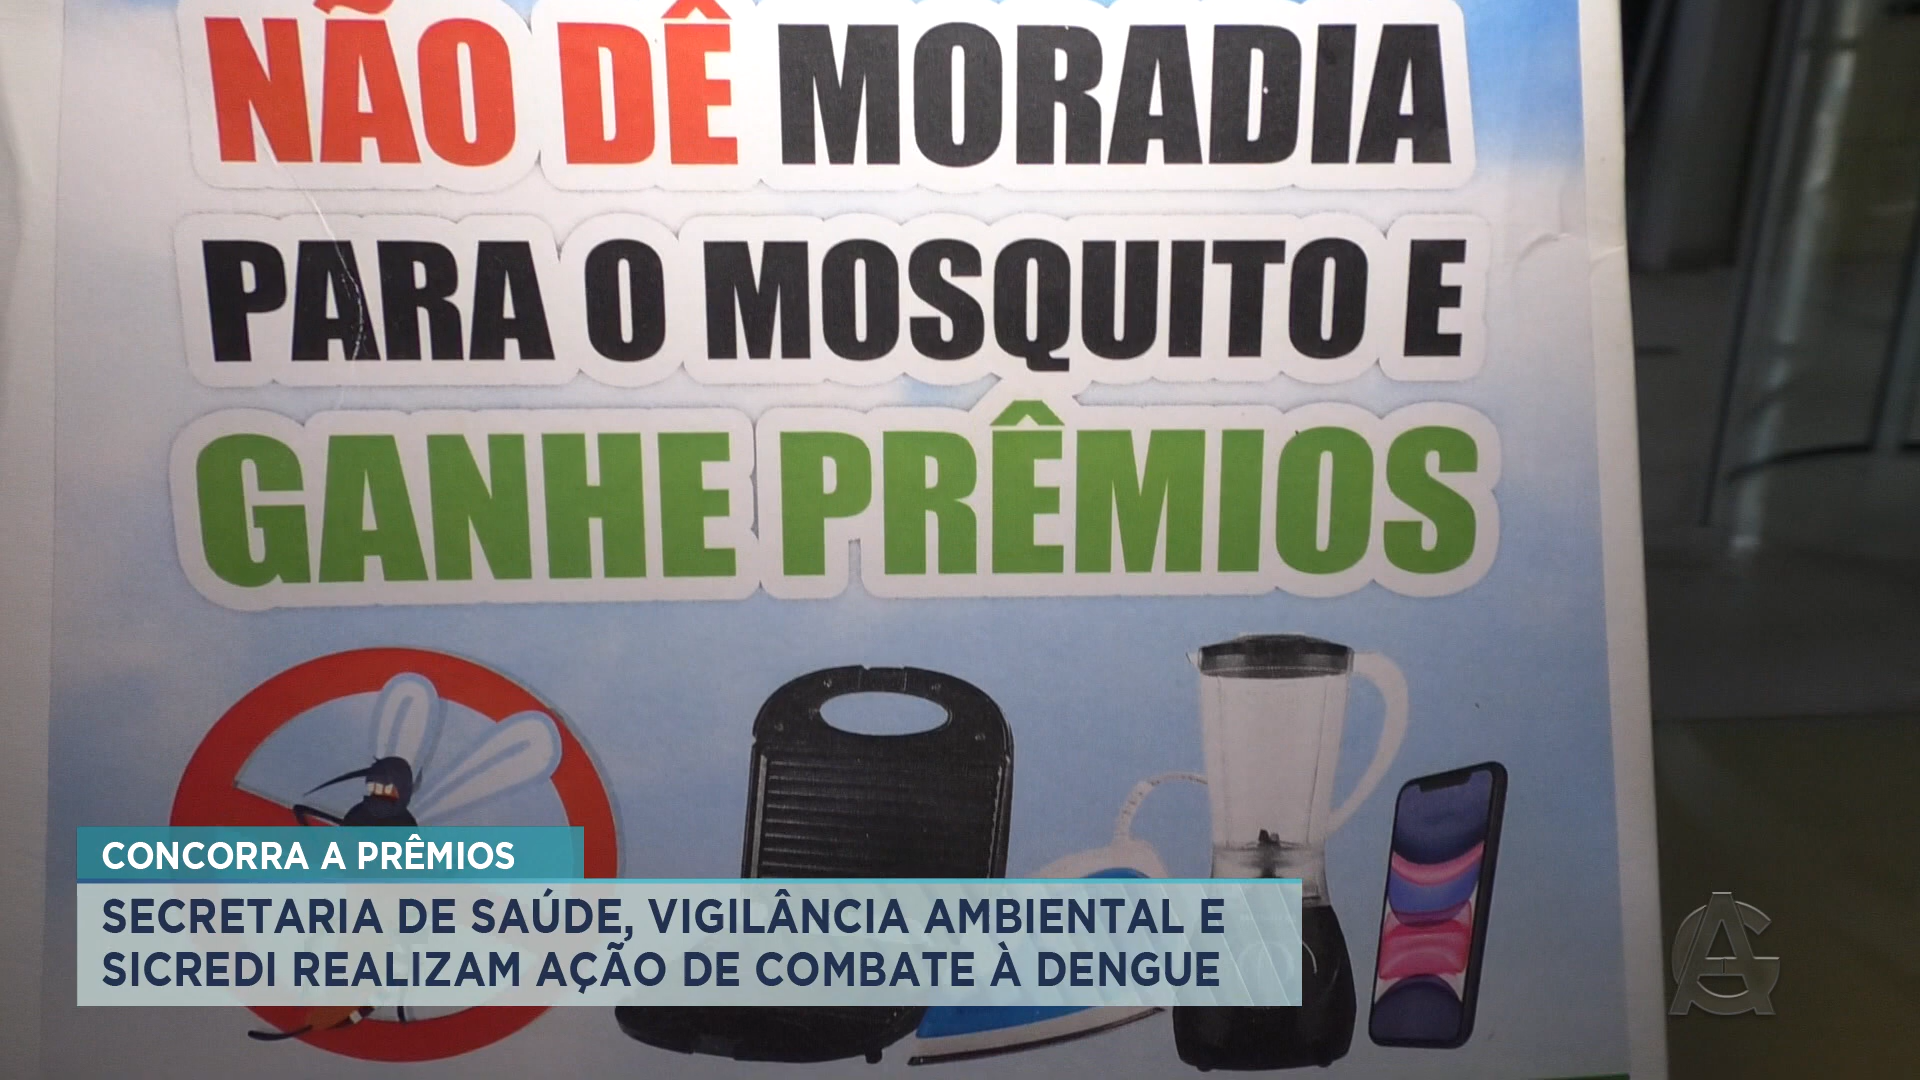 NÃO DÊ MORADIA
PARA O MOSQUITO E
GANHE PRÊMIOS
CONCORRA A PRÊMIOS
SECRETARIA DE SAÚDE, VIGILÂNCIA AMBIENTAL E
SICREDI REALIZAM AÇÃO DE COMBATE À DENGUE